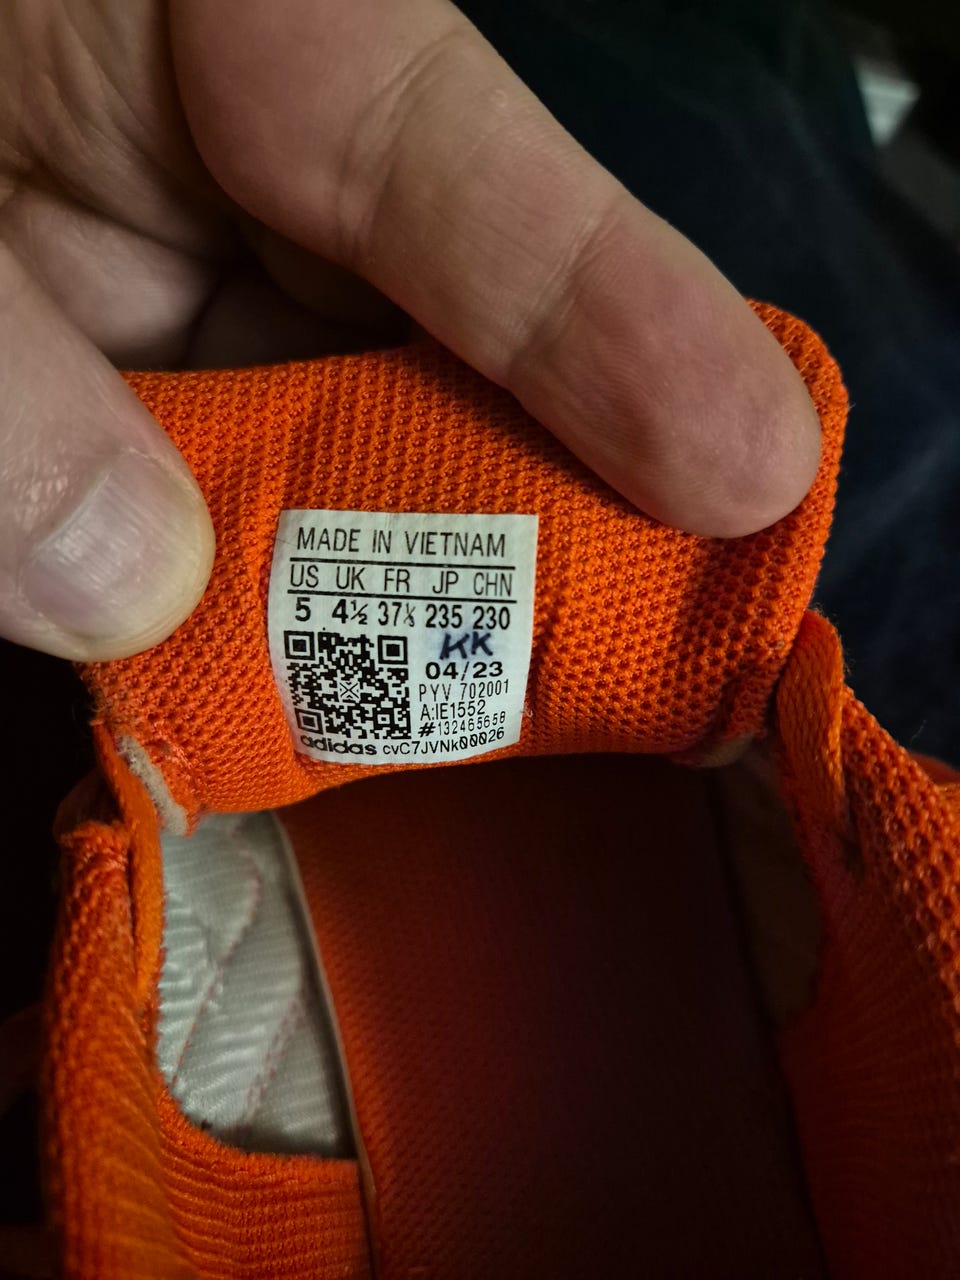 MADE IN VIETNAM
US UK FR JP CHN
5 4½ 37⅓ 235 230
KK
04/23
PYV 702001
A:IE1552
#132465658
adidas cvC7JVNk00026